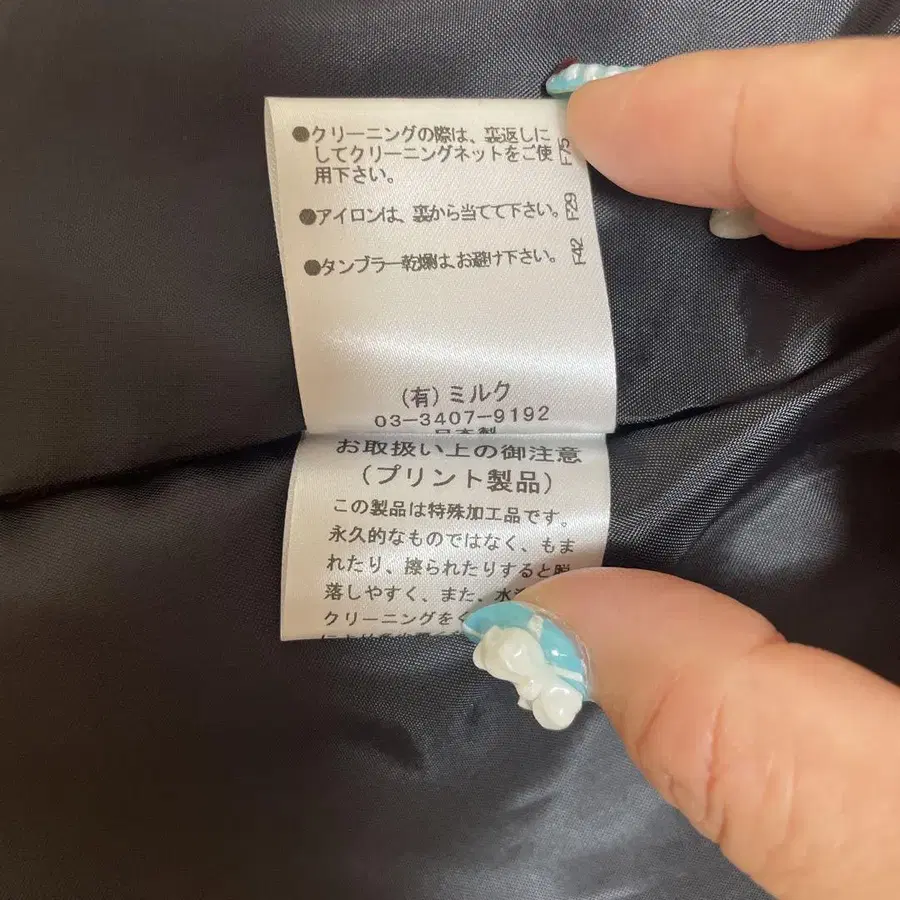 ●クリーニングの際は、裏返しに
してクリーニングネットをご使
用下さい。
F75
●アイロンは、裏から当てて下さい。
F29
●タンブラー乾燥は、お避け下さい。
F42
(有)ミルク
03-3407-9192
日本製
お取扱い上の御注意
(プリント製品)
この製品は特殊加工品です。
永久的なものではなく、もま
れたり、擦られたりすると脱
落しやすく、また、水
クリーニングを